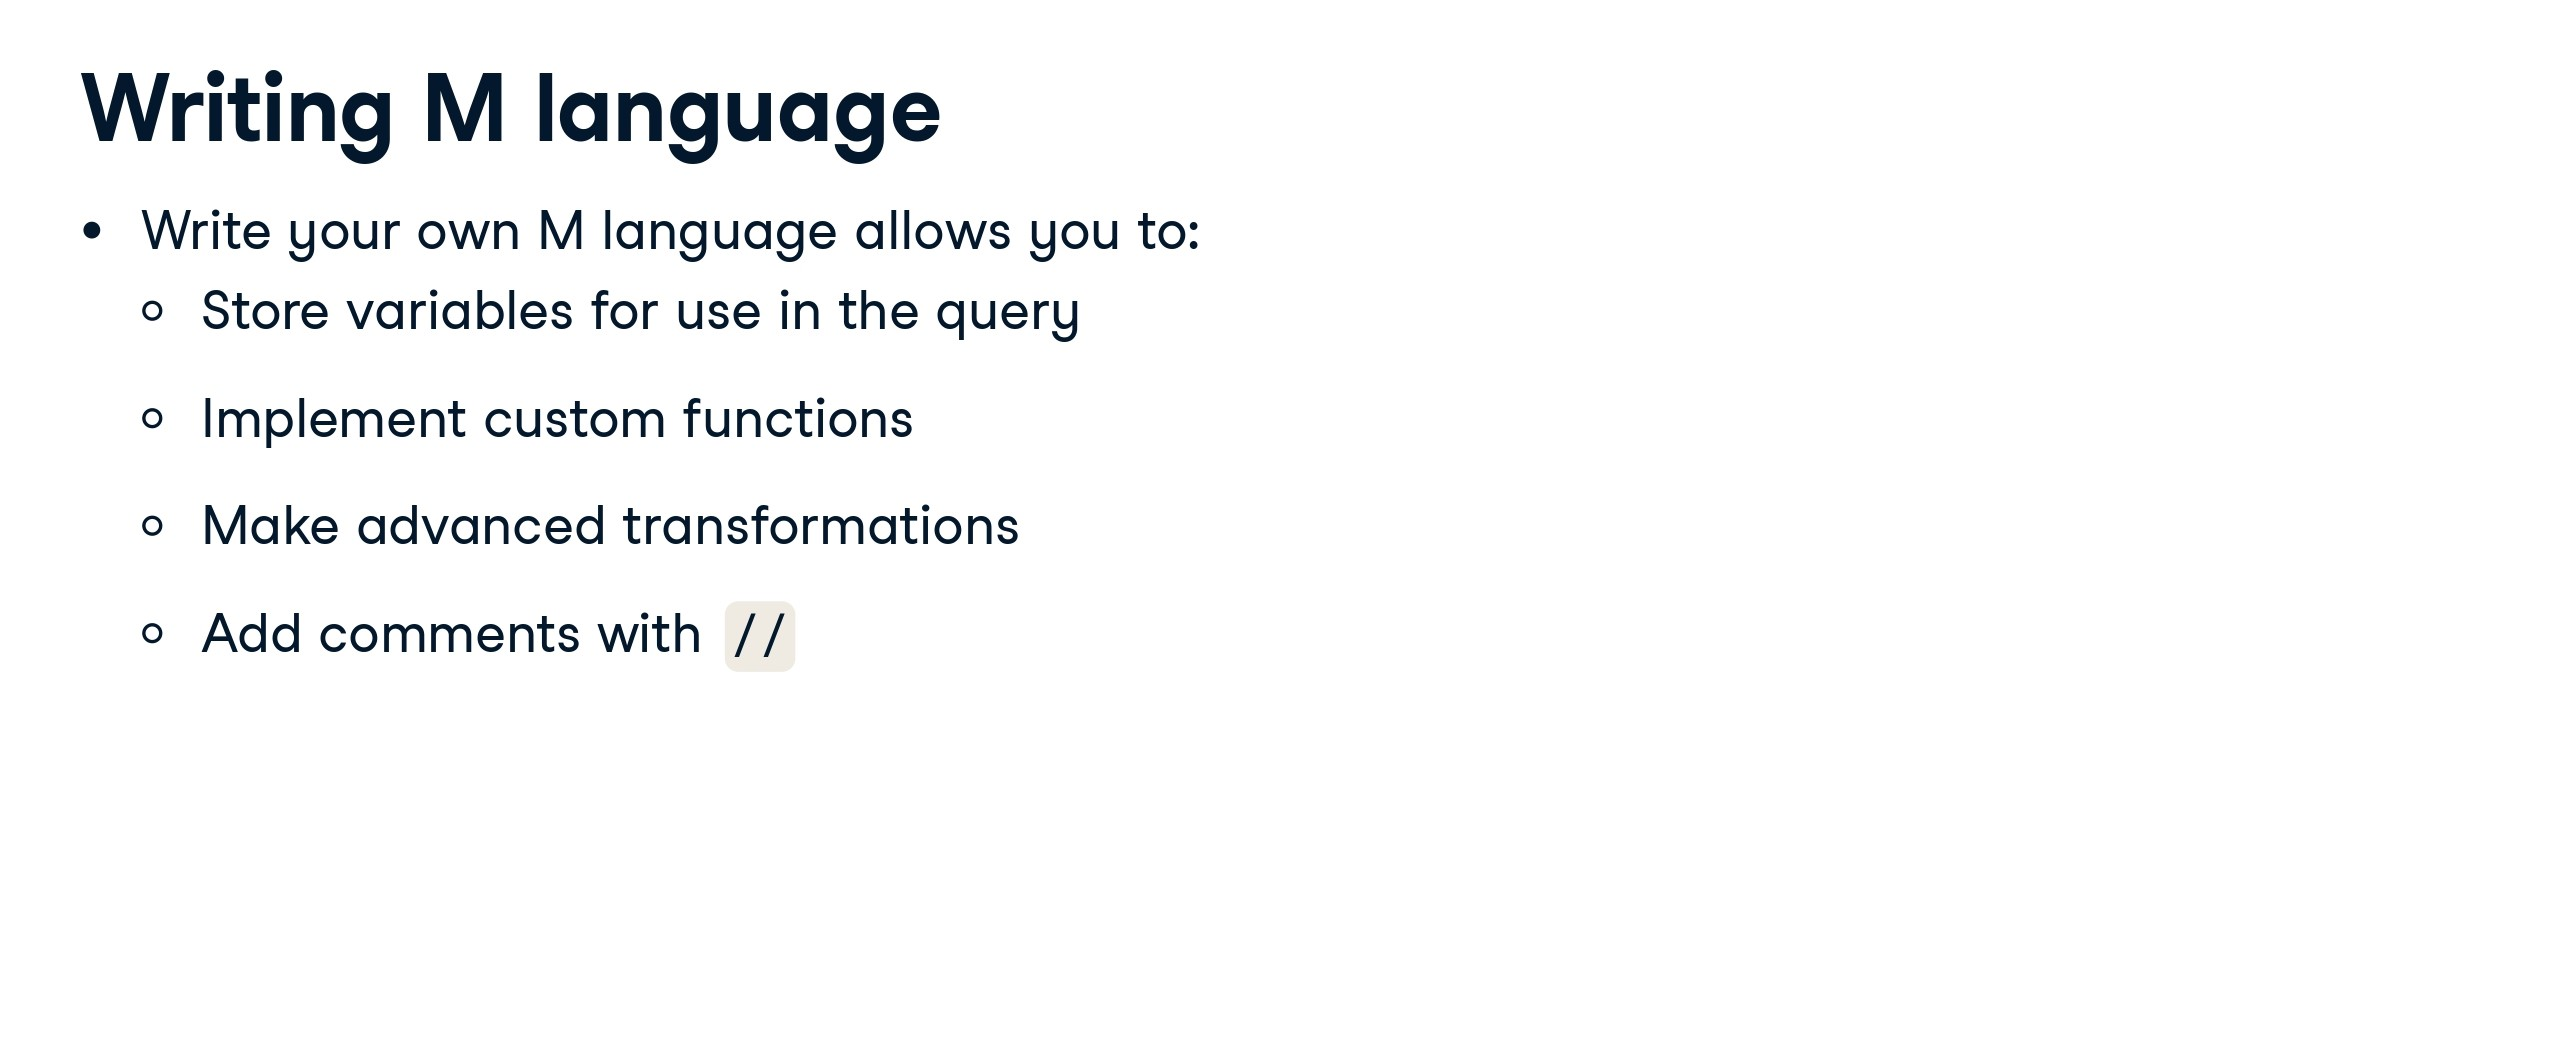 Writing M language
• Write your own M language allows you to:
○ Store variables for use in the query
○ Implement custom functions
○ Make advanced transformations
○ Add comments with //